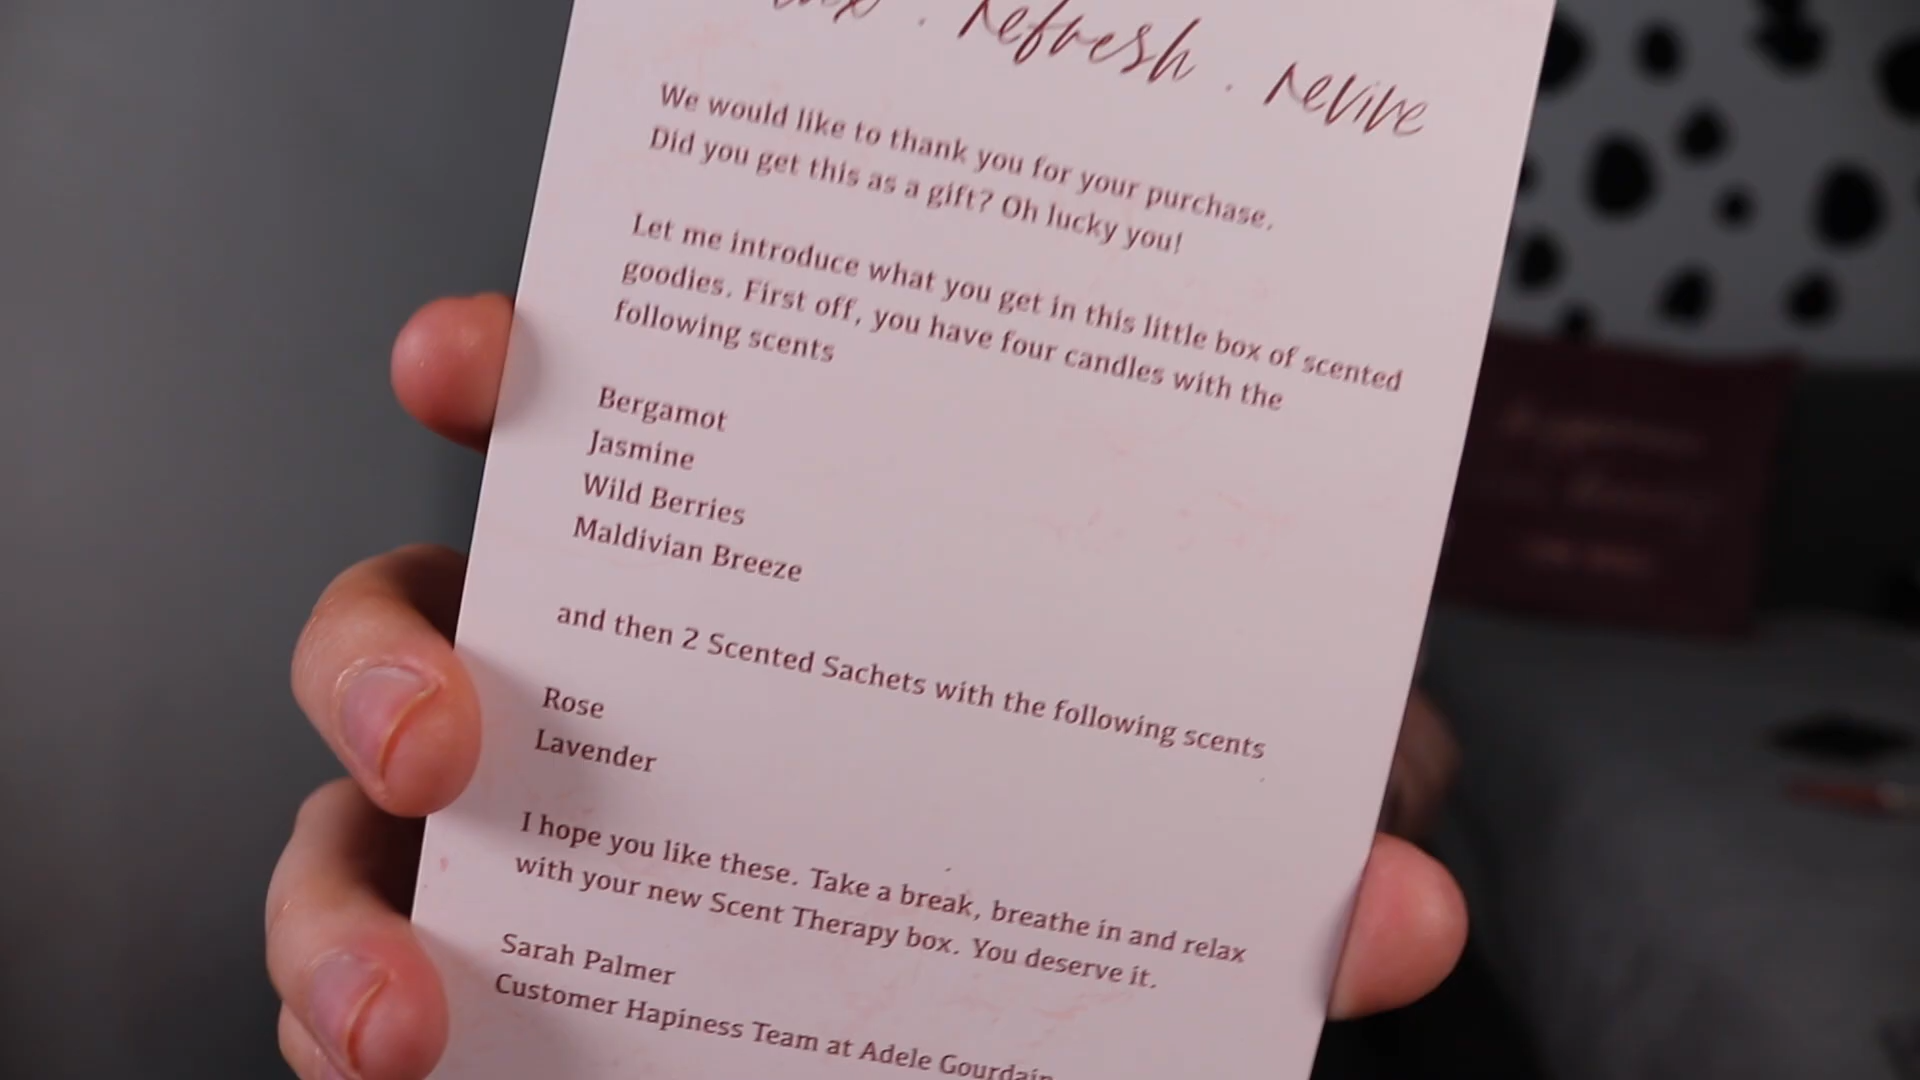 . refresh . revive
We would like to thank you for your purchase.
Did you get this as a gift? Oh lucky you!
Let me introduce what you get in this little box of scented
goodies. First off, you have four candles with the
following scents
Bergamot
Jasmine
Wild Berries
Maldivian Breeze
and then 2 Scented Sachets with the following scents
Rose
Lavender
I hope you like these. Take a break, breathe in and relax
with your new Scent Therapy box. You deserve it.
Sarah Palmer
Customer Hapiness Team at Adele Gourdain